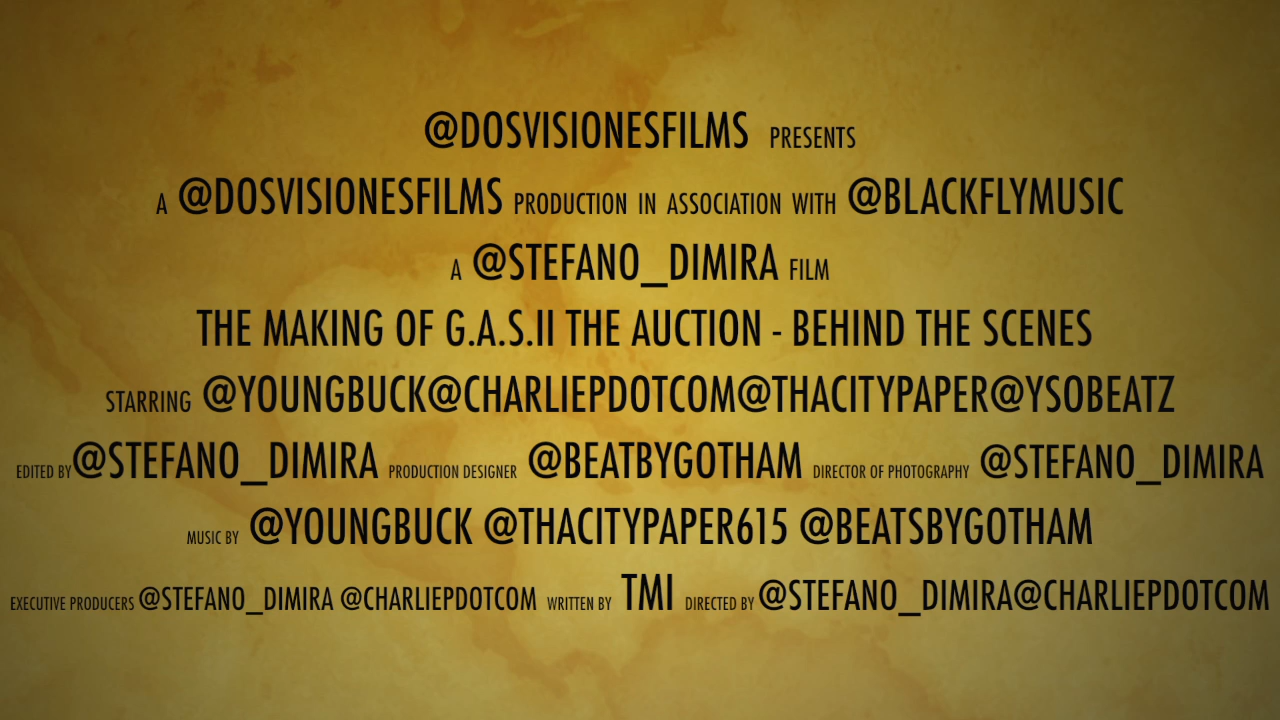 @DOSVISIONESFILMS PRESENTS
A @DOSVISIONESFILMS PRODUCTION IN ASSOCIATION WITH @BLACKFLYMUSIC
A @STEFANO_DIMIRA FILM
THE MAKING OF G.A.S.II THE AUCTION - BEHIND THE SCENES
STARRING @YOUNGBUCK@CHARLIEPDOTCOM@THACITYPAPER@YSOBEATZ
EDITED BY@STEFANO_DIMIRA PRODUCTION DESIGNER @BEATBYGOTHAM DIRECTOR OF PHOTOGRAPHY @STEFANO_DIMIRA
MUSIC BY @YOUNGBUCK @THACITYPAPER615 @BEATSBYGOTHAM
EXECUTIVE PRODUCERS @STEFANO_DIMIRA @CHARLIEPDOTCOM WRITTEN BY TMI DIRECTED BY @STEFANO_DIMIRA@CHARLIEPDOTCOM